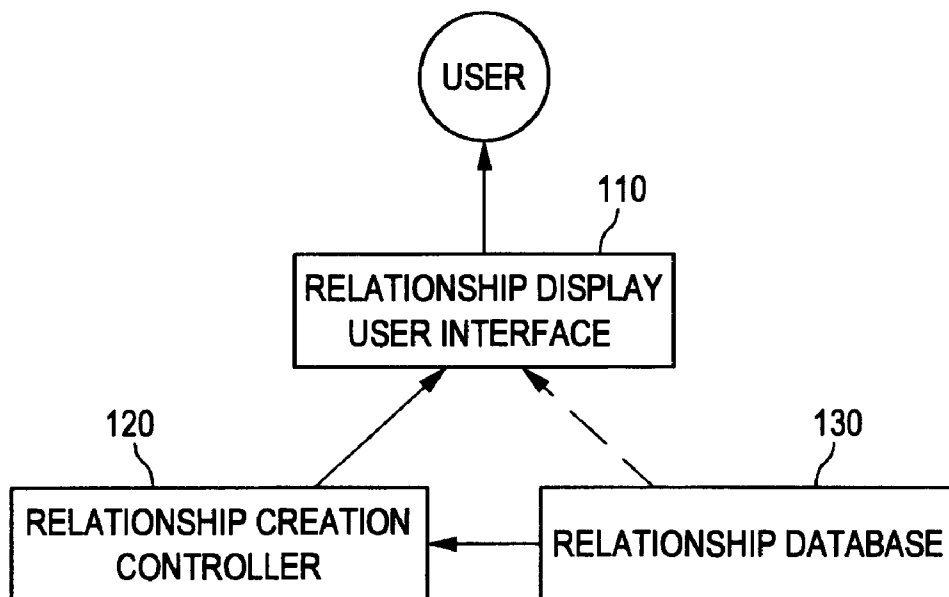 USER
110
RELATIONSHIP DISPLAY
USER INTERFACE
120
130
RELATIONSHIP CREATION
CONTROLLER
RELATIONSHIP DATABASE